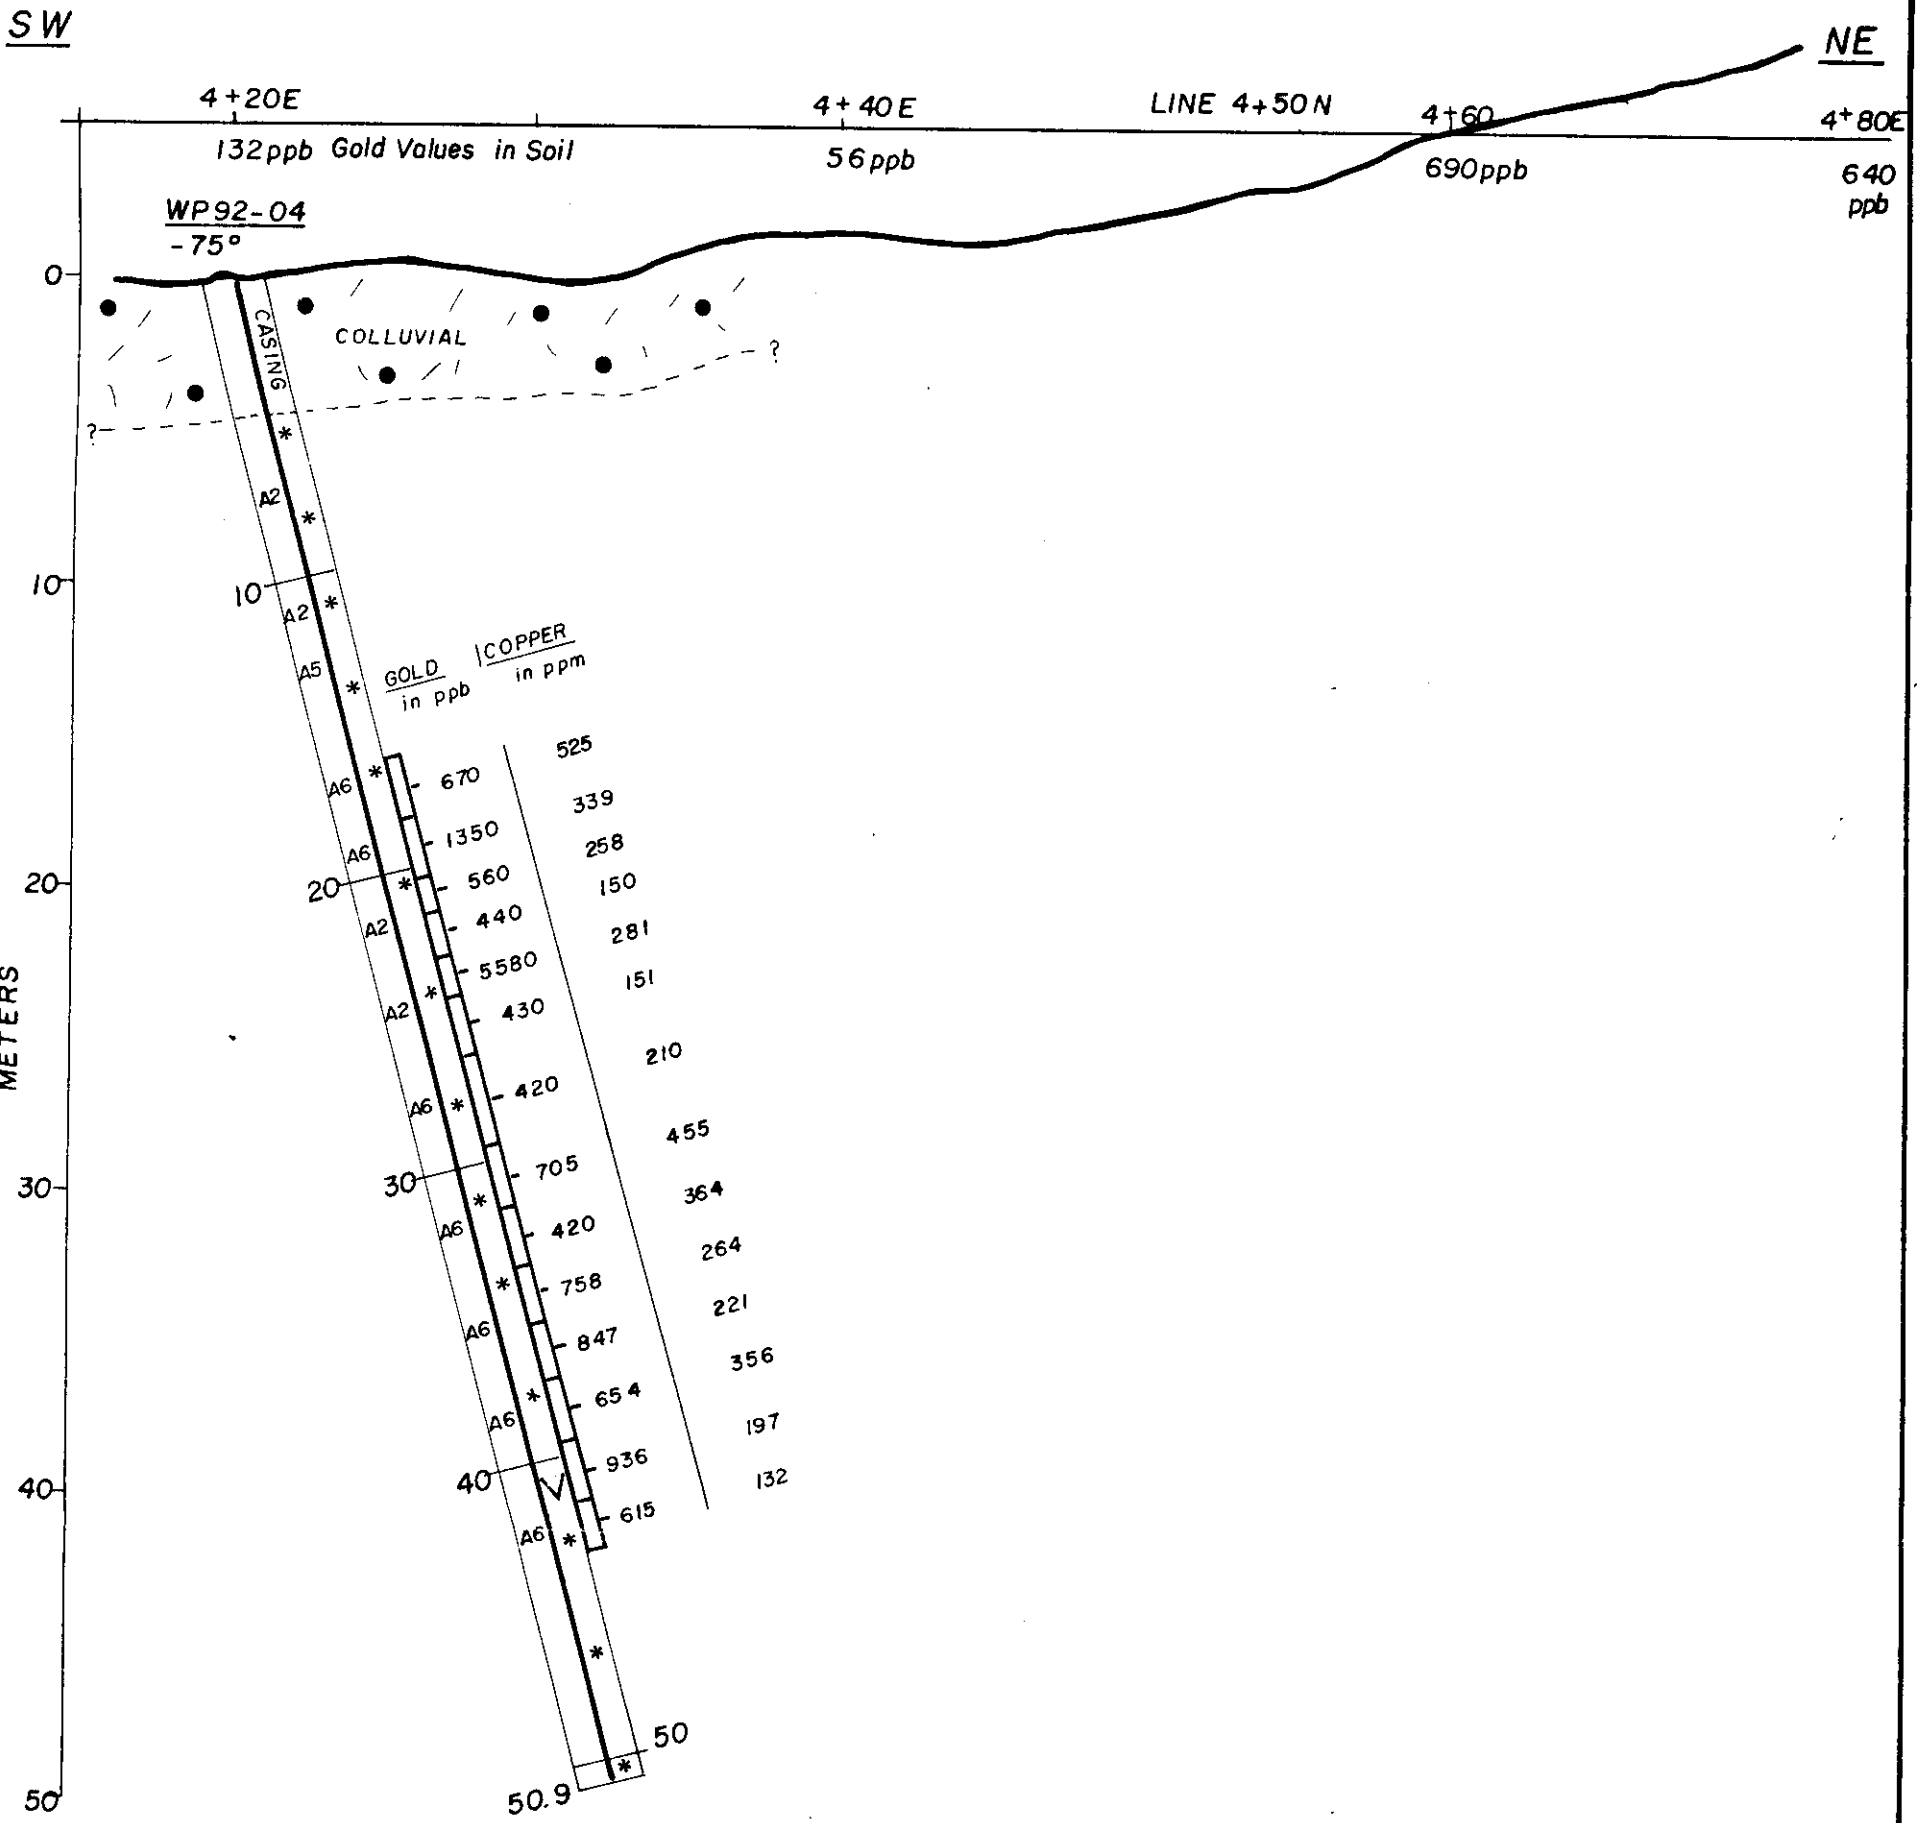 SW
NE
4+20E
4+40E
LINE 4+50N
4+60
4+80E
132ppb Gold Values in Soil
56ppb
690ppb
640
ppb
WP92-04
-75°
0
CASING
COLLUVIAL
?
?
*
A2
*
10
10
A2
*
A5
*
GOLD
in ppb
COPPER
in ppm
A6
*
670
525
1350
339
A6
20
20
*
560
258
440
150
A2
5580
281
*
A2
430
151
420
210
A6
*
30
30
705
455
*
A6
420
364
*
758
264
A6
847
221
*
A6
654
356
40
40
936
197
V
A6
*
615
132
*
METERS
50
*
50
50.9